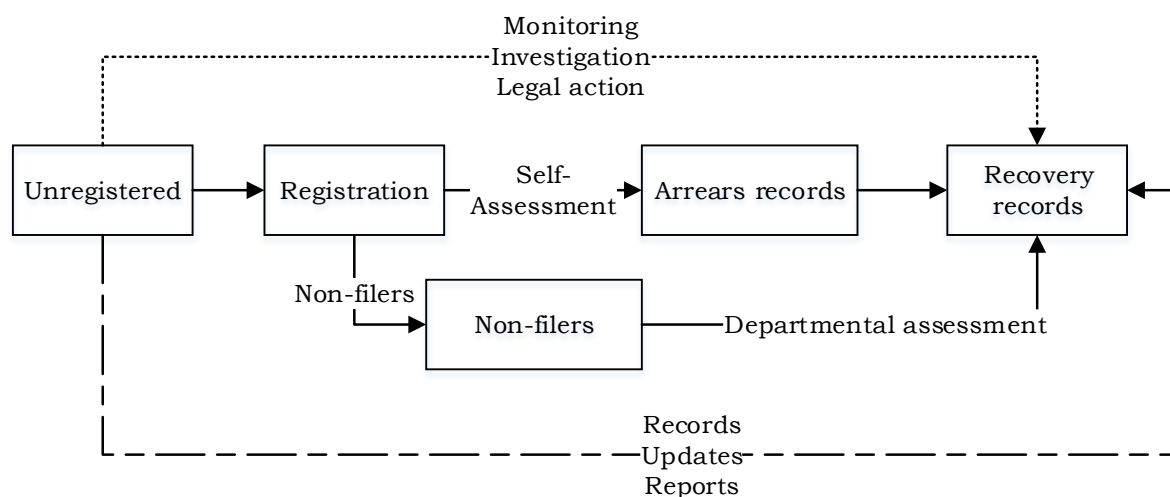 Monitoring
Investigation
Legal action
Unregistered
Registration
Self-
Assessment
Arrears records
Recovery
records
Non-filers
Non-filers
Departmental assessment
Records
Updates
Reports